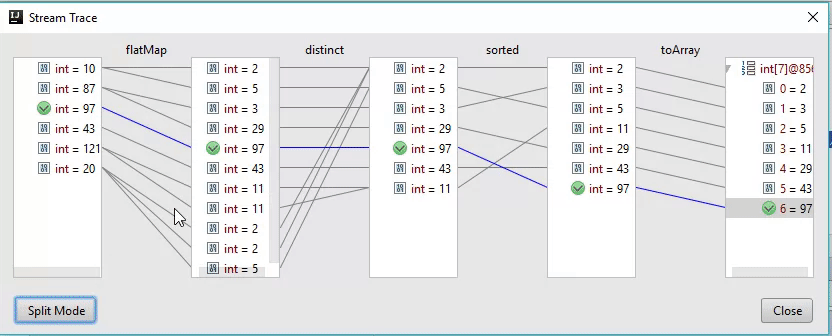 Stream Trace
flatMap distinct sorted toArray
int = 10
int = 87
int = 97
int = 43
int = 121
int = 20
int = 2
int = 5
int = 3
int = 29
int = 97
int = 43
int = 11
int = 11
int = 2
int = 2
int = 5
int = 2
int = 5
int = 3
int = 29
int = 97
int = 43
int = 11
int = 2
int = 3
int = 5
int = 11
int = 29
int = 43
int = 97
int[7]@856
0 = 2
1 = 3
2 = 5
3 = 11
4 = 29
5 = 43
6 = 97
Split Mode
Close